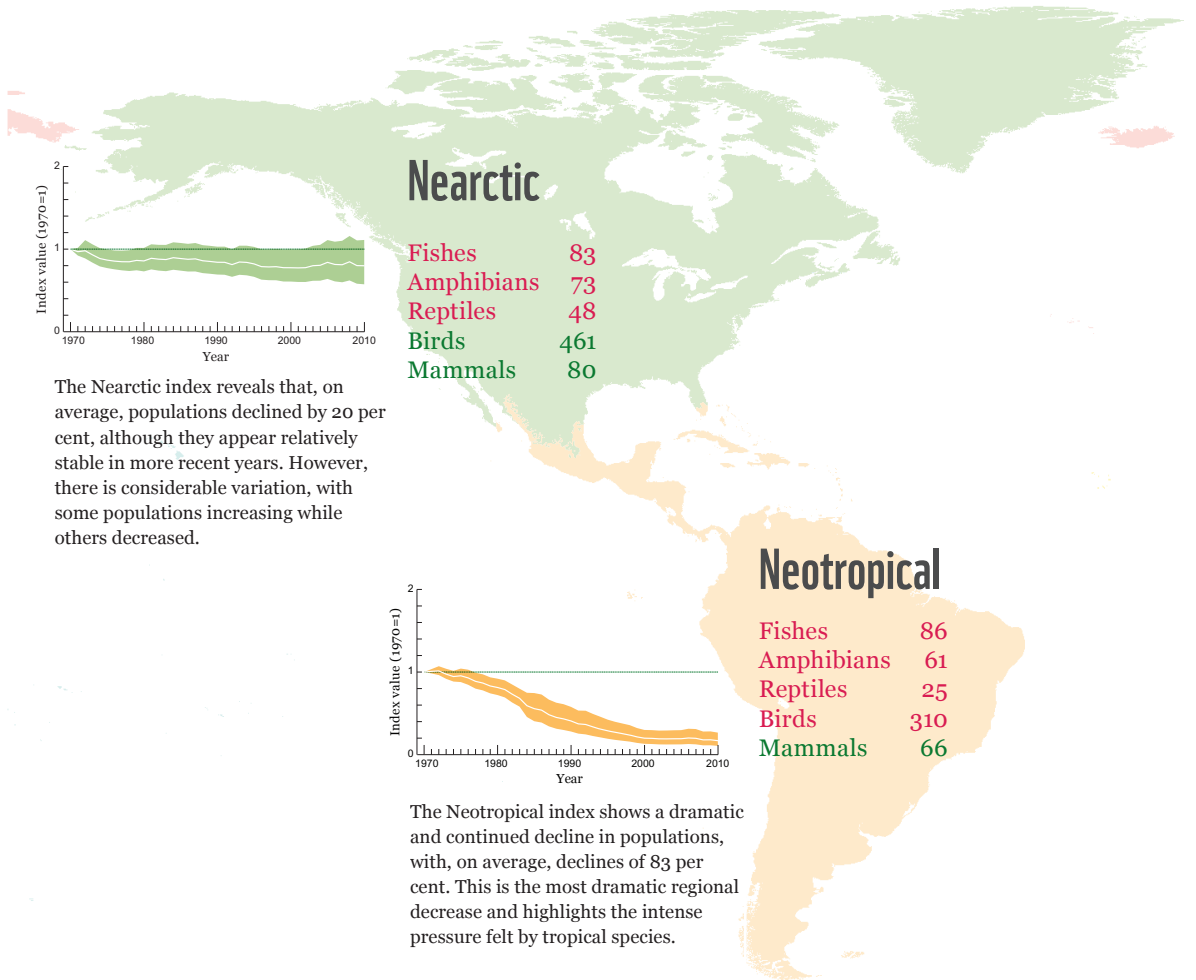 Nearctic
Fishes 83
Amphibians 73
Reptiles 48
Birds 461
Mammals 80
2
1
0
Index value (1970=1)
1970 1980 1990 2000 2010
Year
The Nearctic index reveals that, on
average, populations declined by 20 per
cent, although they appear relatively
stable in more recent years. However,
there is considerable variation, with
some populations increasing while
others decreased.
Neotropical
Fishes 86
Amphibians 61
Reptiles 25
Birds 310
Mammals 66
2
1
0
Index value (1970=1)
1970 1980 1990 2000 2010
Year
The Neotropical index shows a dramatic
and continued decline in populations,
with, on average, declines of 83 per
cent. This is the most dramatic regional
decrease and highlights the intense
pressure felt by tropical species.